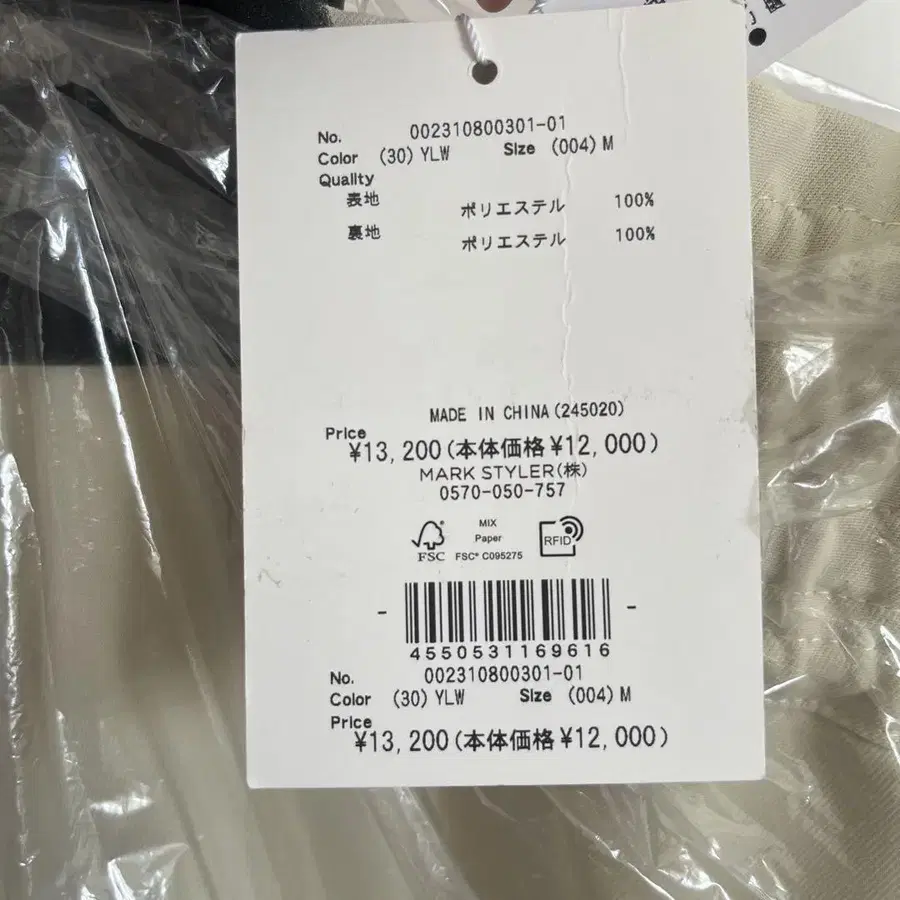 No. 002310800301-01
Color (30) YLW Size (004) M
Quality
表地 ポリエステル 100%
裏地 ポリエステル 100%
MADE IN CHINA(245020)
Price
¥13,200(本体価格¥12,000)
MARK STYLER(株)
0570-050-757
MIX
Paper
FSC FSC® C095275
RFID
4550531169616
No. 002310800301-01
Color (30) YLW Size (004) M
Price
¥13,200(本体価格¥12,000)